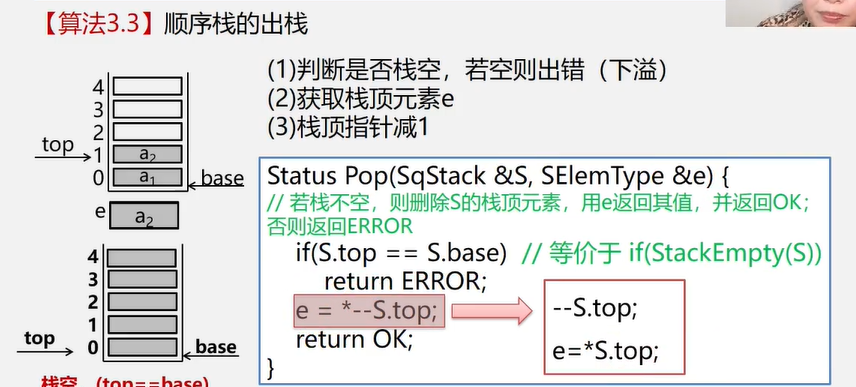 【算法3.3】顺序栈的出栈
(1)判断是否栈空，若空则出错（下溢）
(2)获取栈顶元素e
(3)栈顶指针减1
4
3
2
top
1
a2
0
a1
base
e
a2
4
3
2
1
top
0
base
栈空 (top==base)
Status Pop(SqStack &S, SElemType &e) {
// 若栈不空，则删除S的栈顶元素，用e返回其值，并返回OK；
否则返回ERROR
if(S.top == S.base) // 等价于 if(StackEmpty(S))
return ERROR;
e = *--S.top;
return OK;
}
--S.top;
e=*S.top;